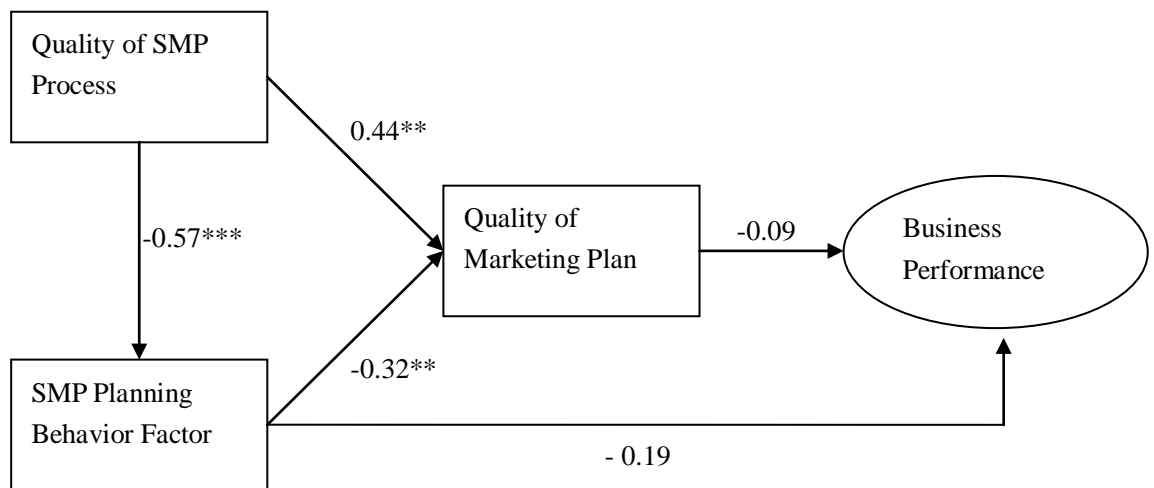 Quality of SMP
Process
0.44**
-0.57***
Quality of
Marketing Plan
-0.09
Business
Performance
-0.32**
SMP Planning
Behavior Factor
- 0.19